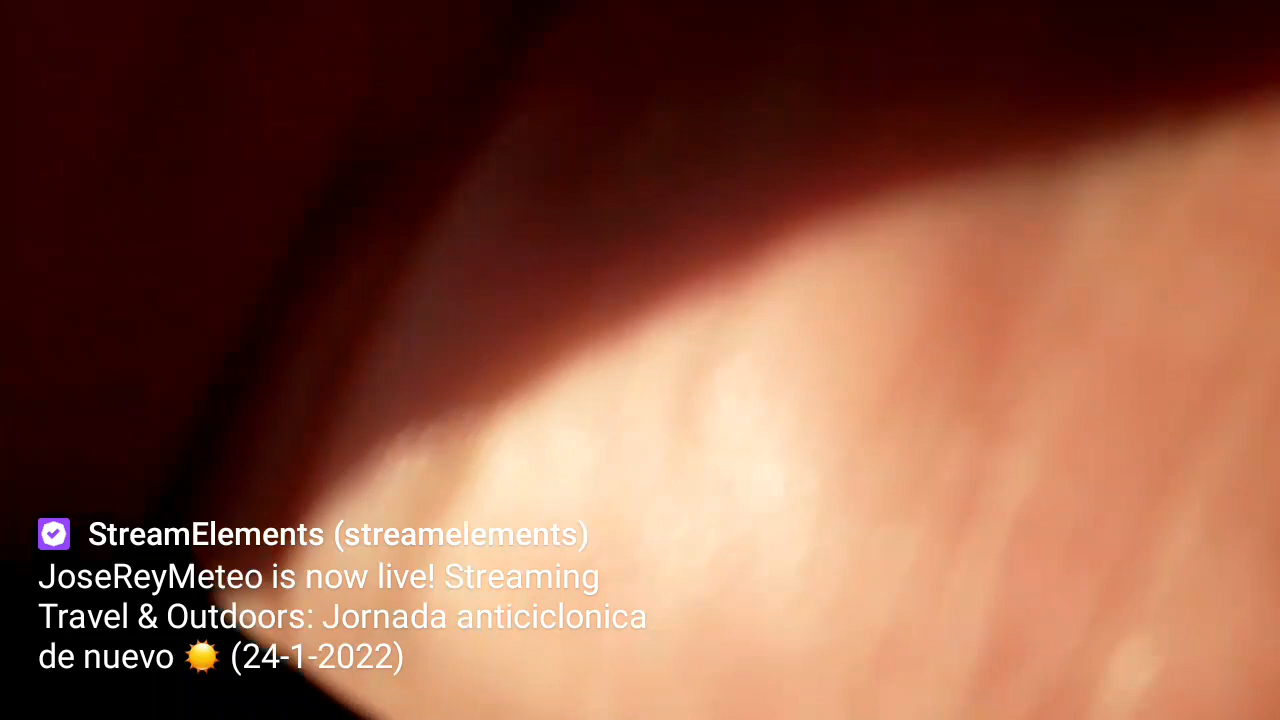 StreamElements (streamelements)
JoseReyMeteo is now live! Streaming
Travel & Outdoors: Jornada anticiclonica
de nuevo ☀️ (24-1-2022)